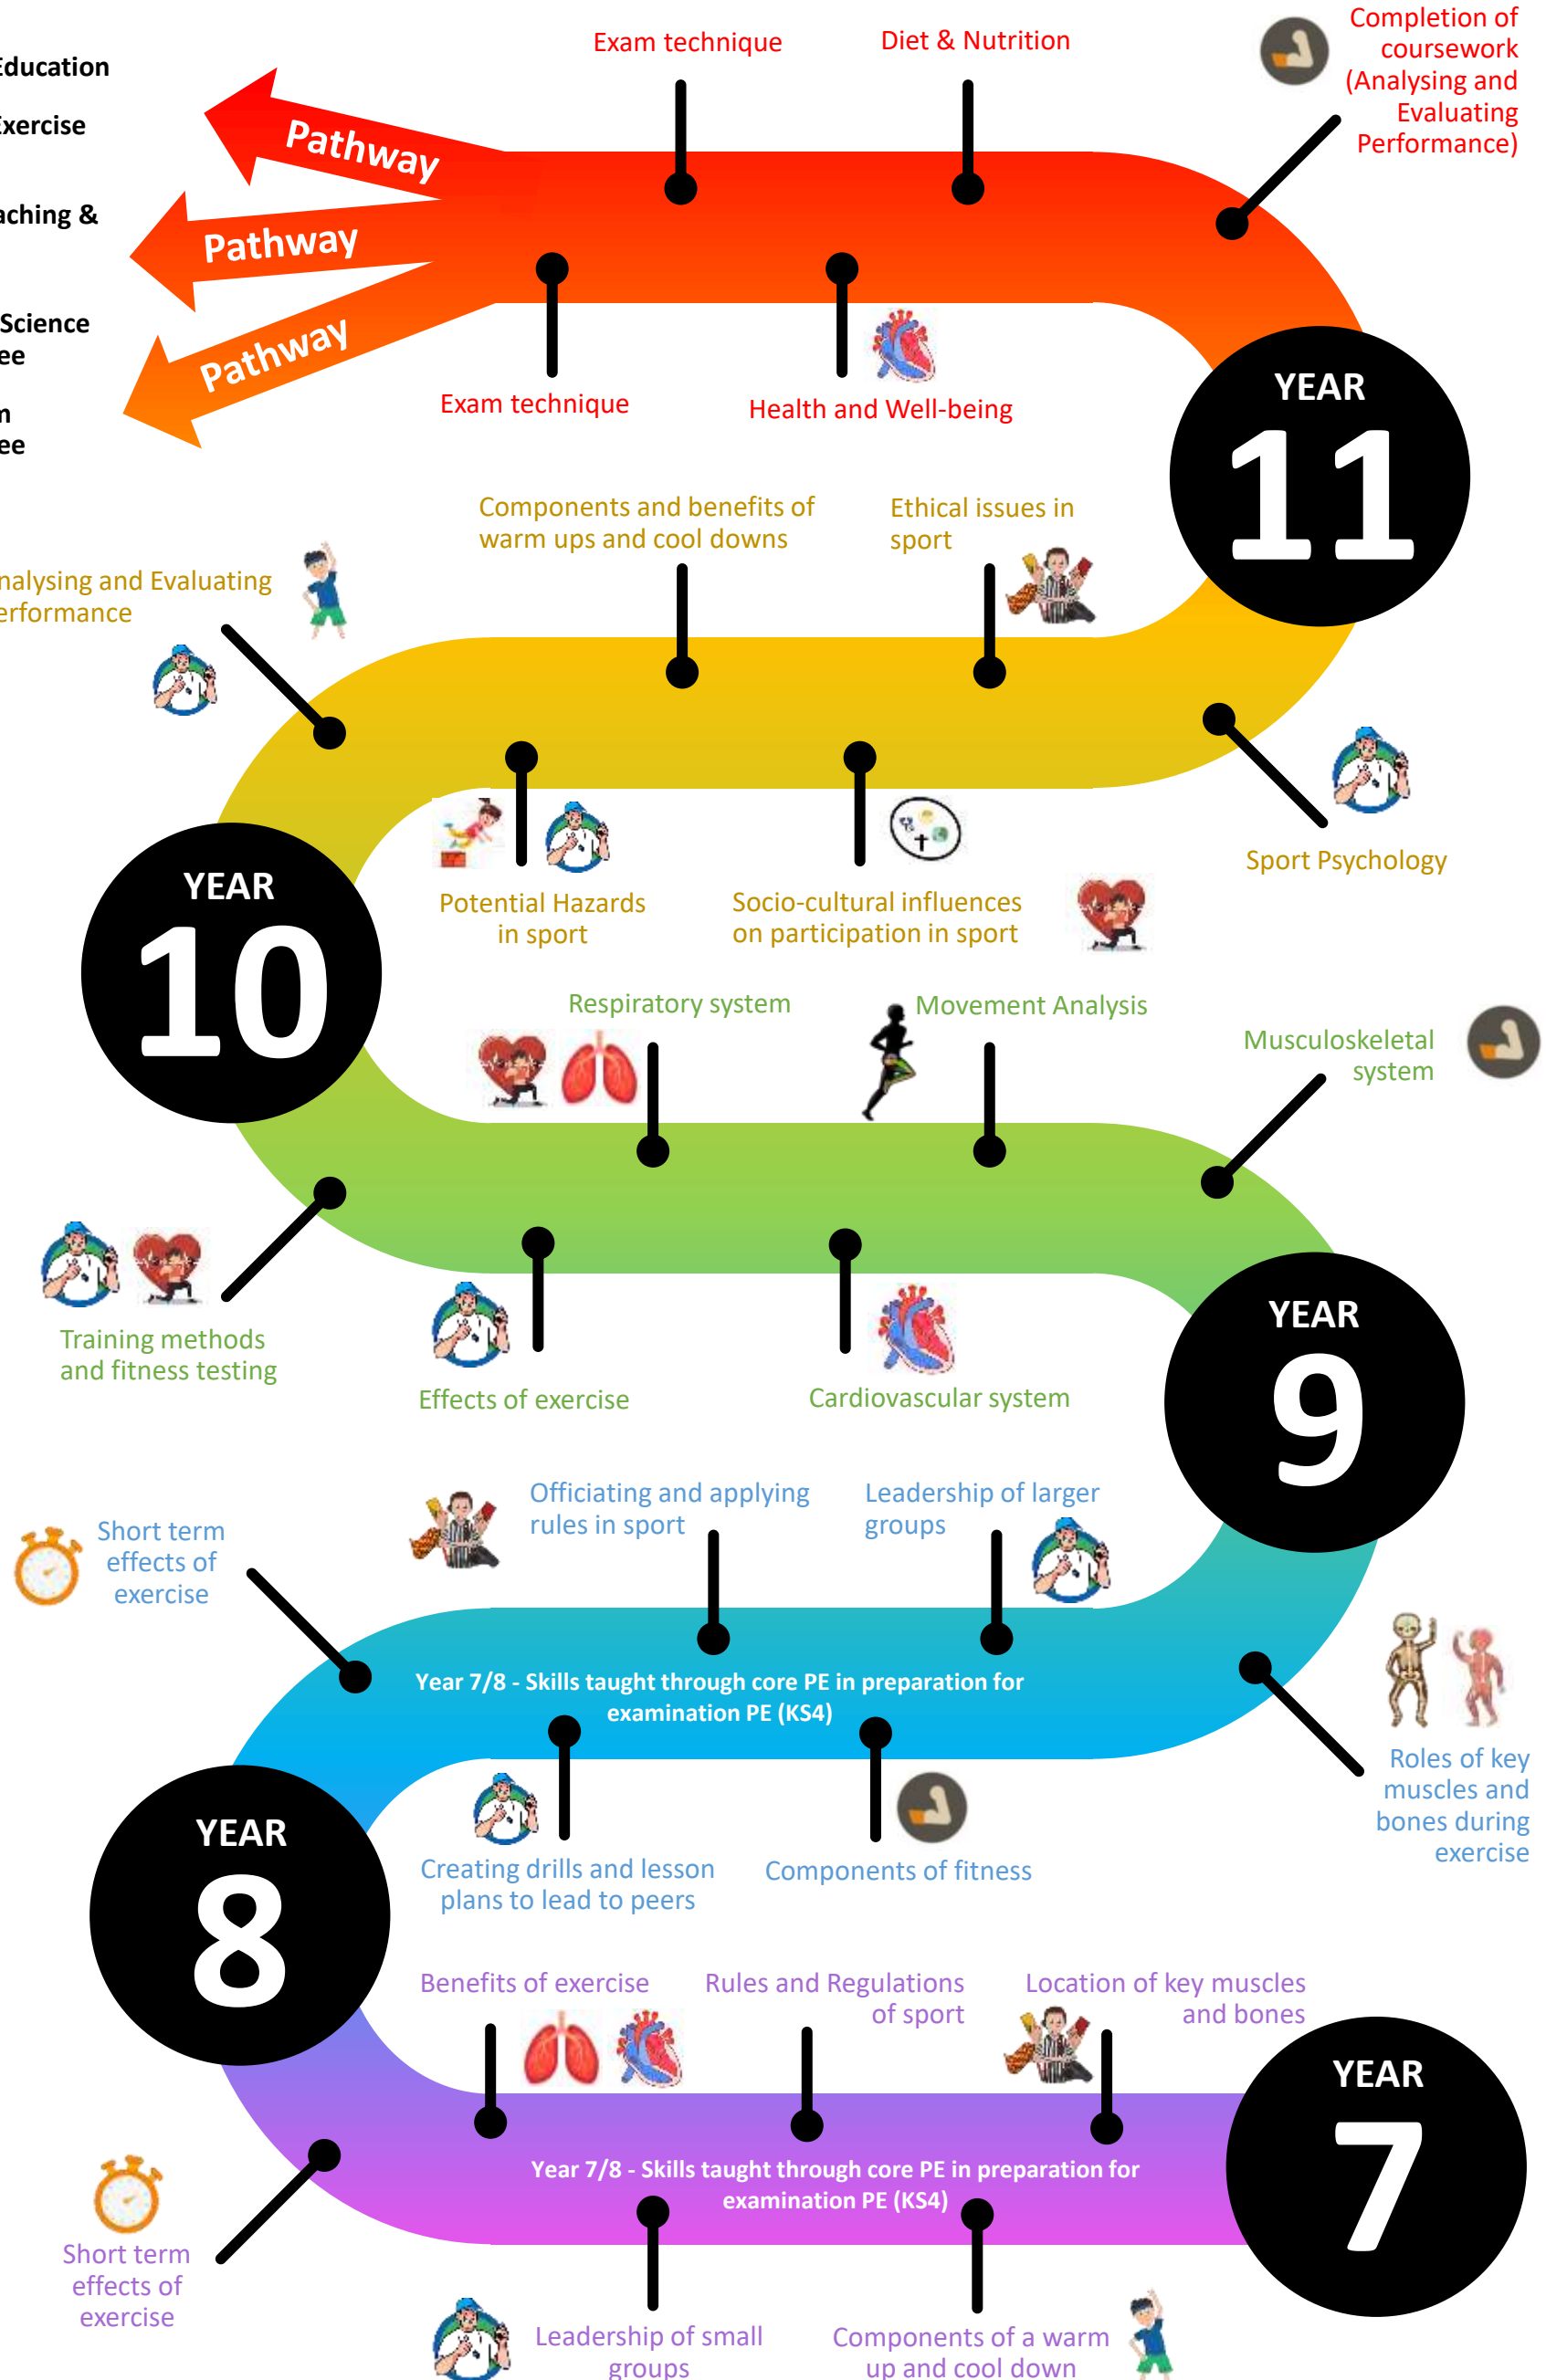 Education
Exercise
aching &
Science
ee
m
ee
Pathway
Pathway
Pathway
Exam technique
Diet & Nutrition
Completion of
coursework
(Analysing and
Evaluating
Performance)
Exam technique
Health and Well-being
YEAR
11
Components and benefits of
warm ups and cool downs
Ethical issues in
sport
nalysing and Evaluating
erformance
Potential Hazards
in sport
Socio-cultural influences
on participation in sport
Sport Psychology
YEAR
10
Respiratory system
Movement Analysis
Musculoskeletal
system
Training methods
and fitness testing
Effects of exercise
Cardiovascular system
YEAR
9
Short term
effects of
exercise
Officiating and applying
rules in sport
Leadership of larger
groups
Year 7/8 - Skills taught through core PE in preparation for
examination PE (KS4)
Creating drills and lesson
plans to lead to peers
Components of fitness
Roles of key
muscles and
bones during
exercise
YEAR
8
Benefits of exercise
Rules and Regulations
of sport
Location of key muscles
and bones
YEAR
7
Year 7/8 - Skills taught through core PE in preparation for
examination PE (KS4)
Short term
effects of
exercise
Leadership of small
groups
Components of a warm
up and cool down